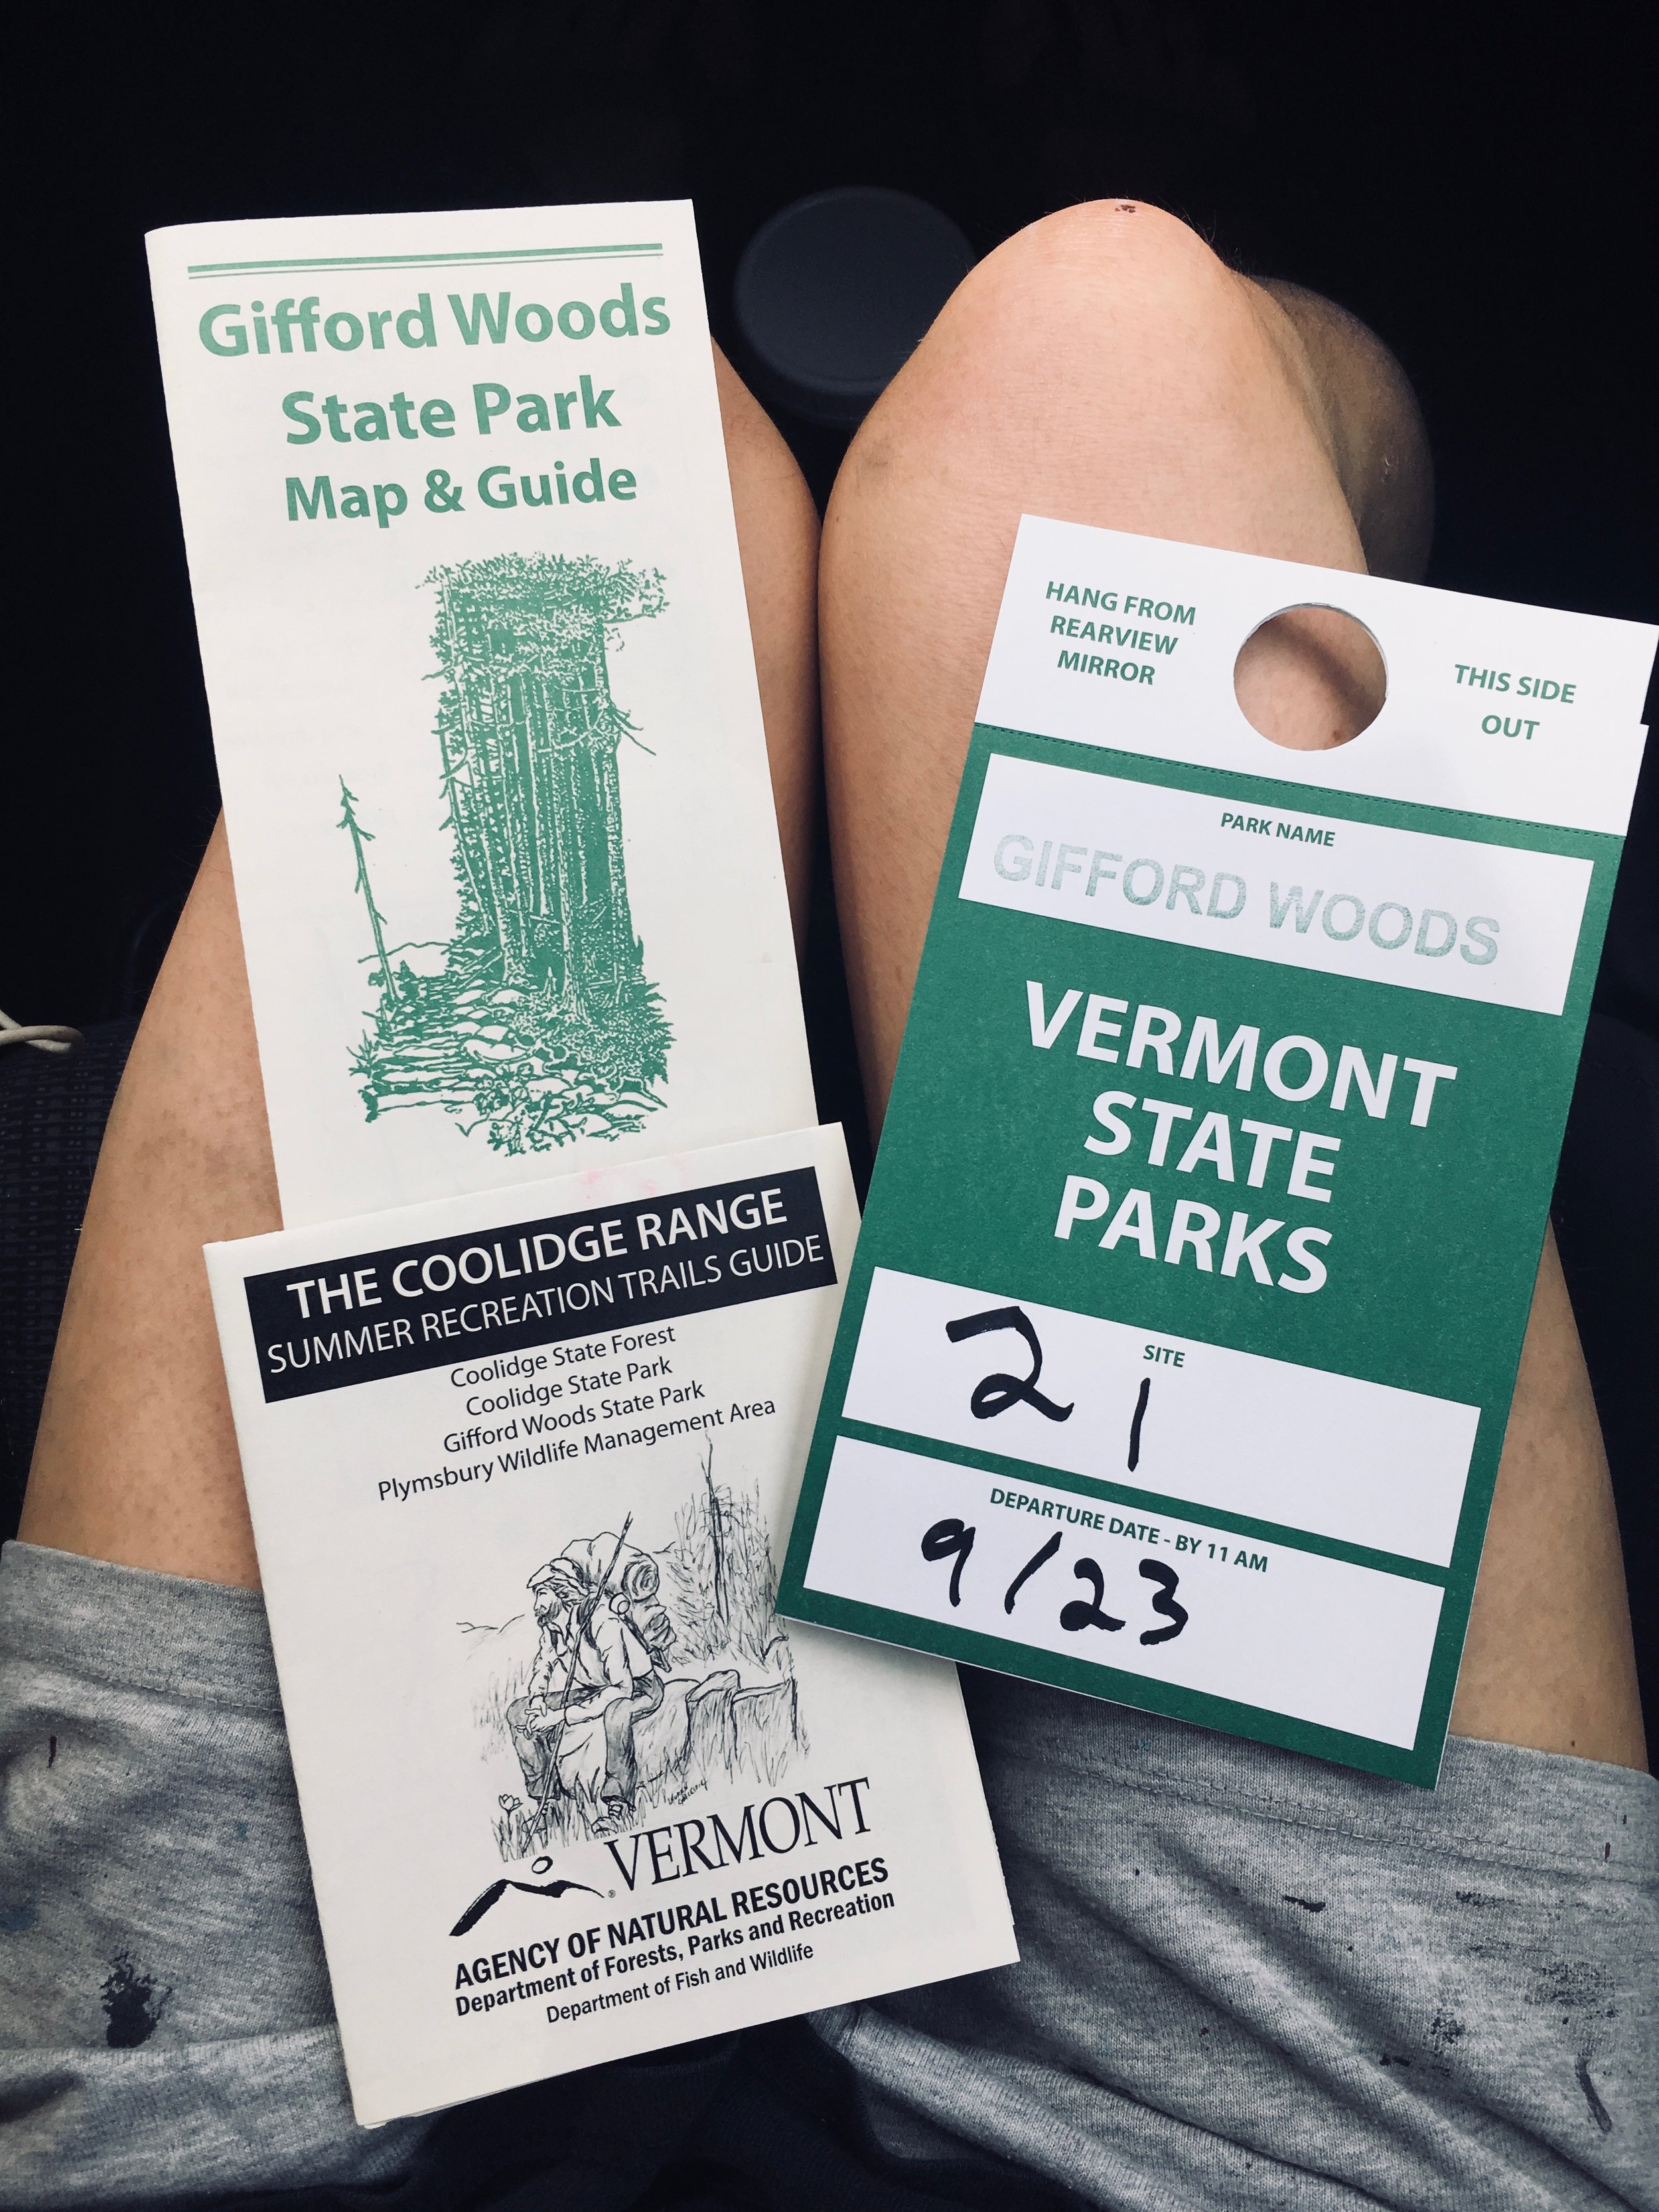 Gifford Woods
State Park
Map & Guide
THE COOLIDGE RANGE
SUMMER RECREATION TRAILS GUIDE
Coolidge State Forest
Coolidge State Park
Gifford Woods State Park
Plymsbury Wildlife Management Area
VERMONT
AGENCY OF NATURAL RESOURCES
Department of Forests, Parks and Recreation
Department of Fish and Wildlife
HANG FROM
REARVIEW
MIRROR
THIS SIDE
OUT
PARK NAME
GIFFORD WOODS
VERMONT
STATE
PARKS
SITE
21
DEPARTURE DATE - BY 11 AM
9/23